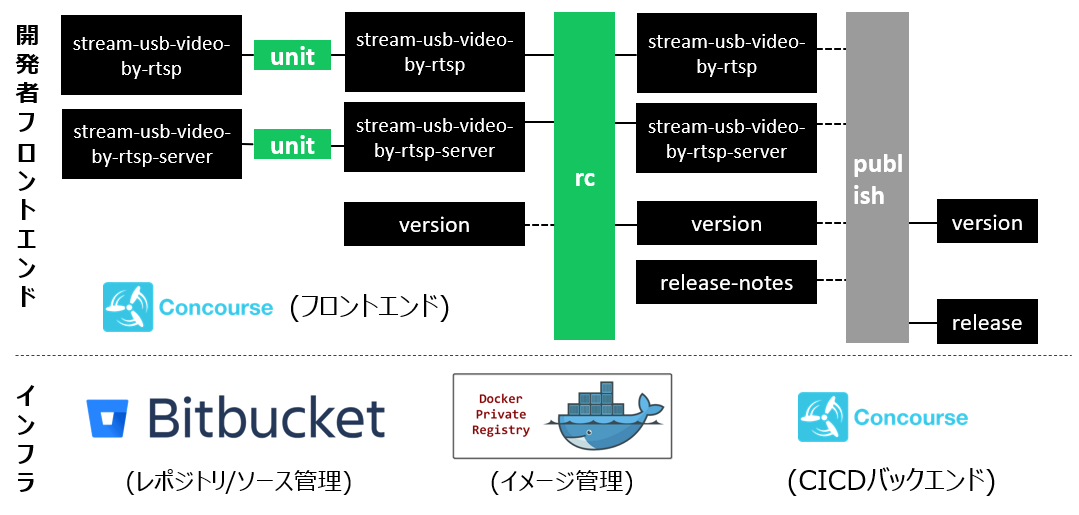 開発者フロントエンド
stream-usb-video-
by-rtsp
unit
stream-usb-video-
by-rtsp
stream-usb-video-
by-rtsp
stream-usb-video-
by-rtsp-server
unit
stream-usb-video-
by-rtsp-server
stream-usb-video-
by-rtsp-server
rc
publ
ish
version
version
version
release-notes
release
Concourse
(フロントエンド)
インフラ
Bitbucket
(レポジトリ/ソース管理)
Docker
Private
Registry
(イメージ管理)
Concourse
(CICDバックエンド)